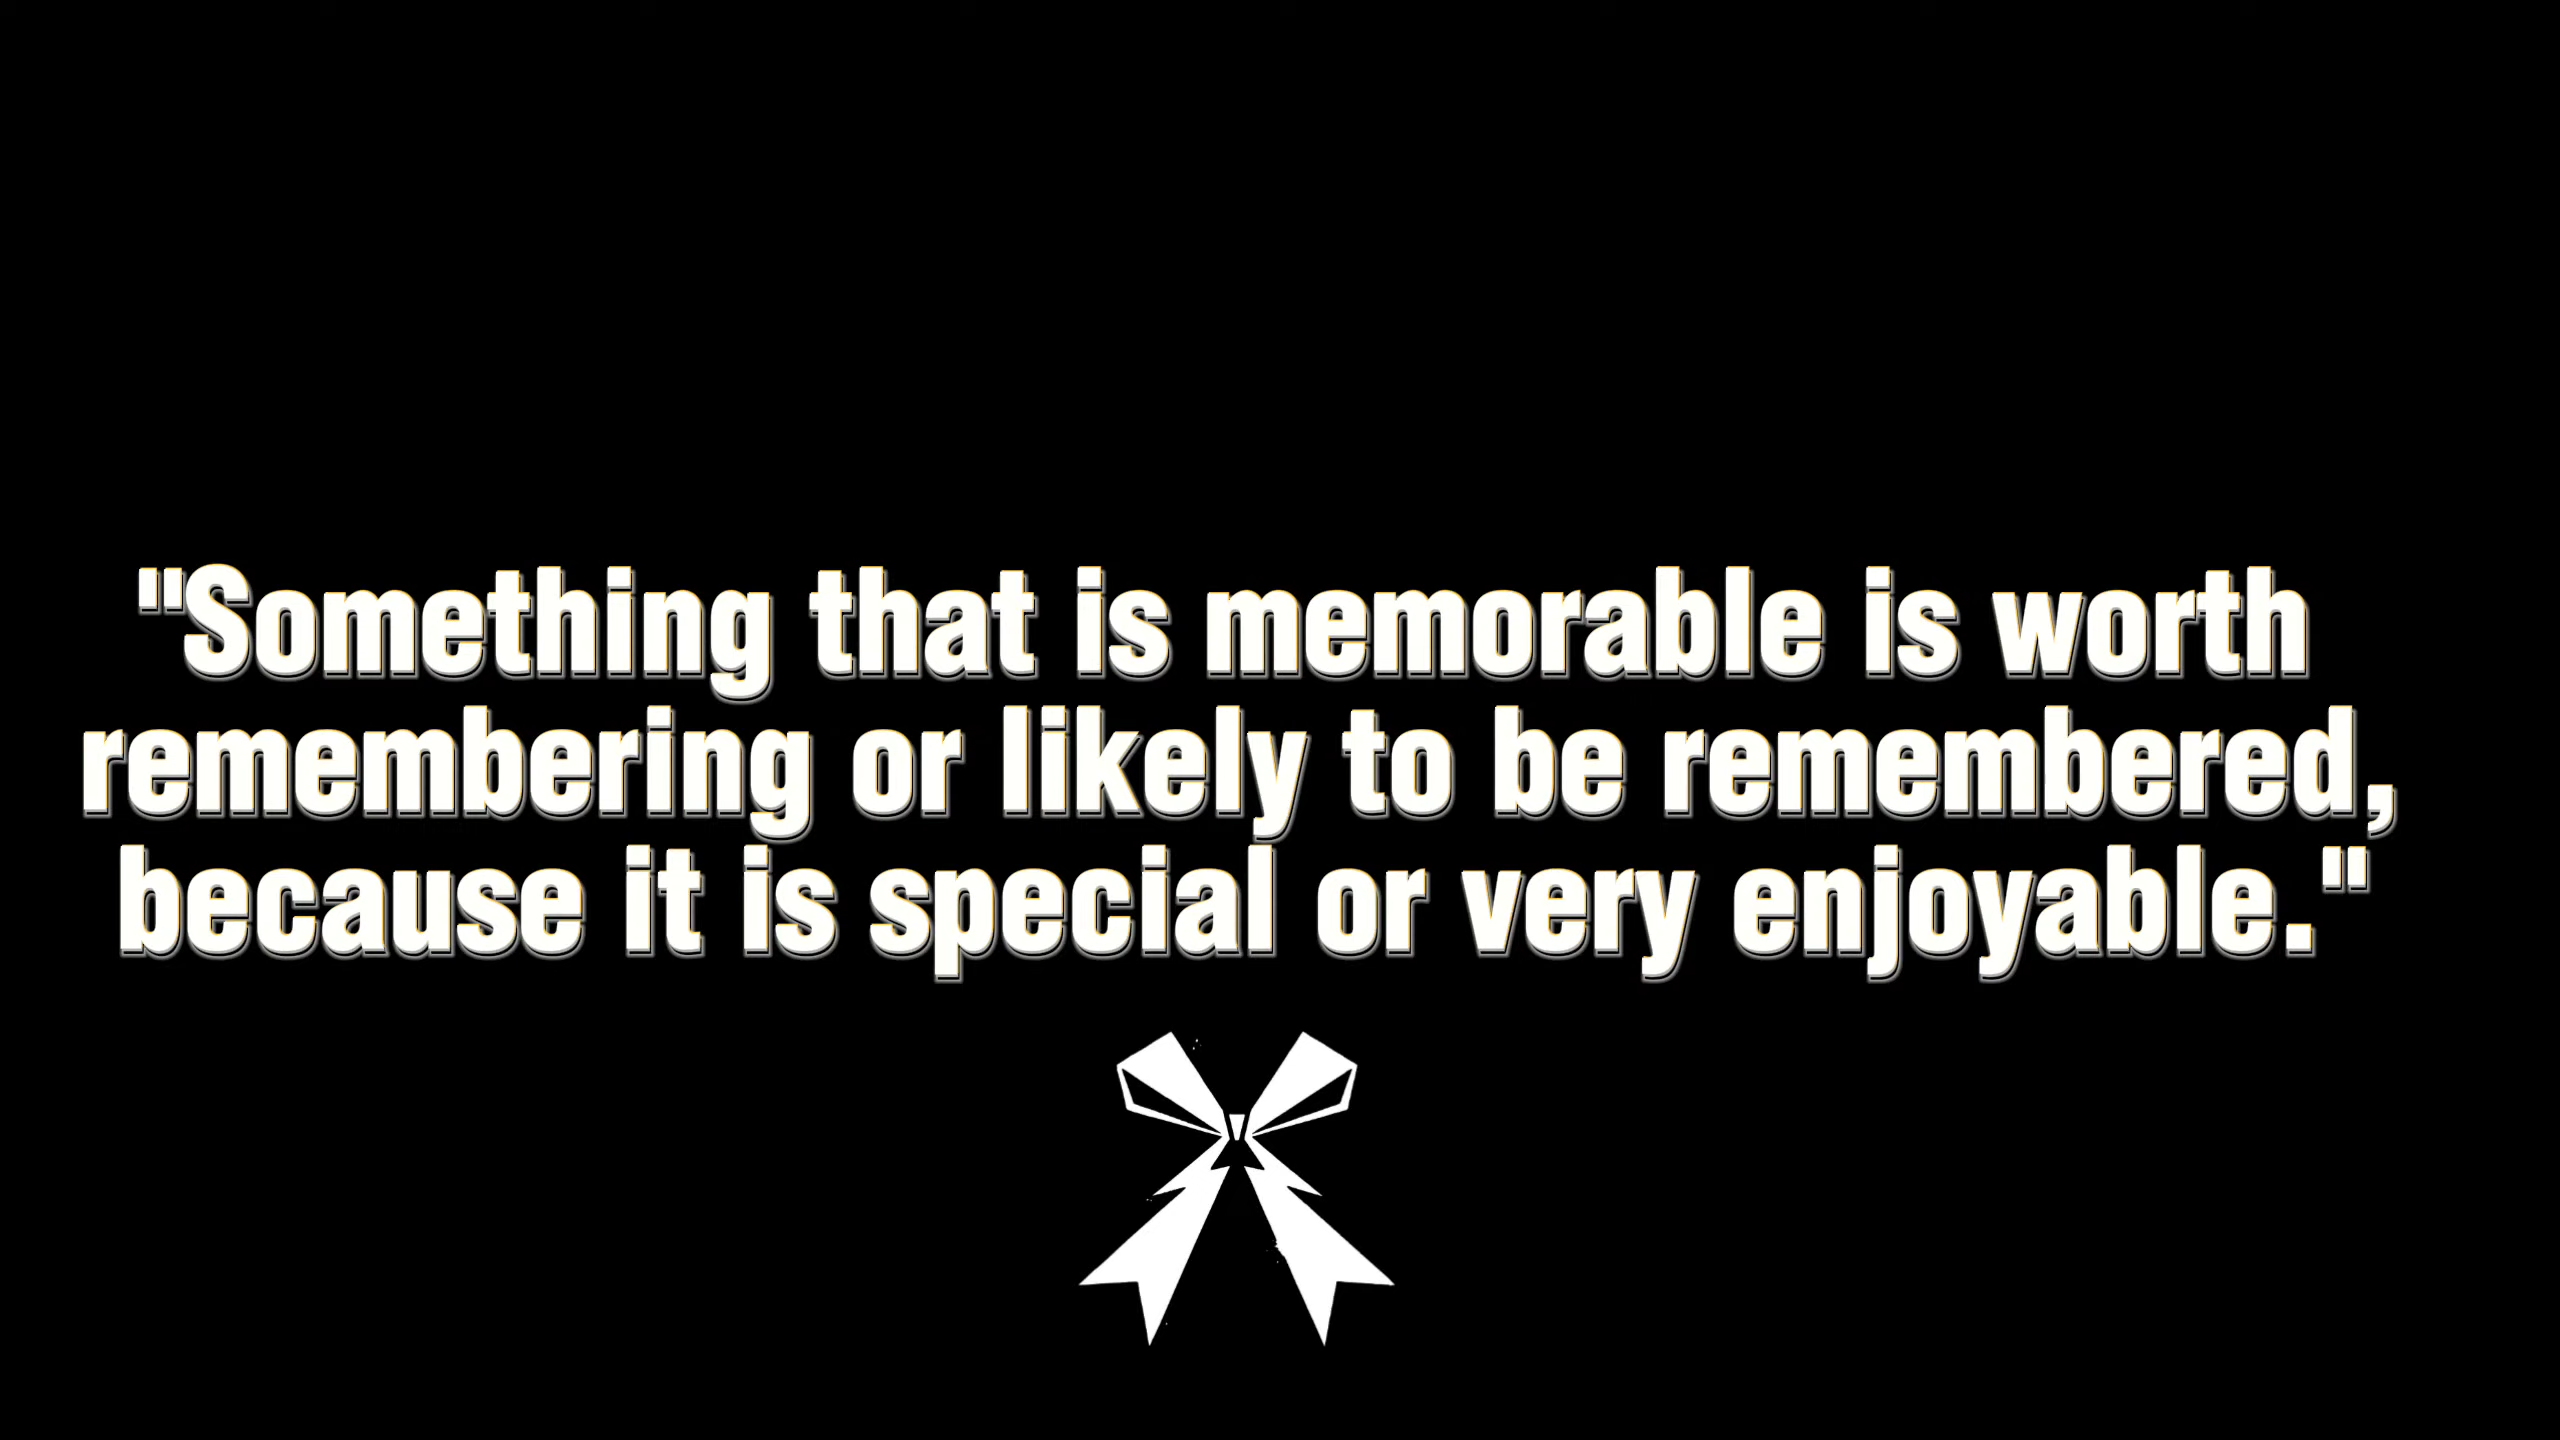 "Something that is memorable is worth
remembering or likely to be remembered,
because it is special or very enjoyable."